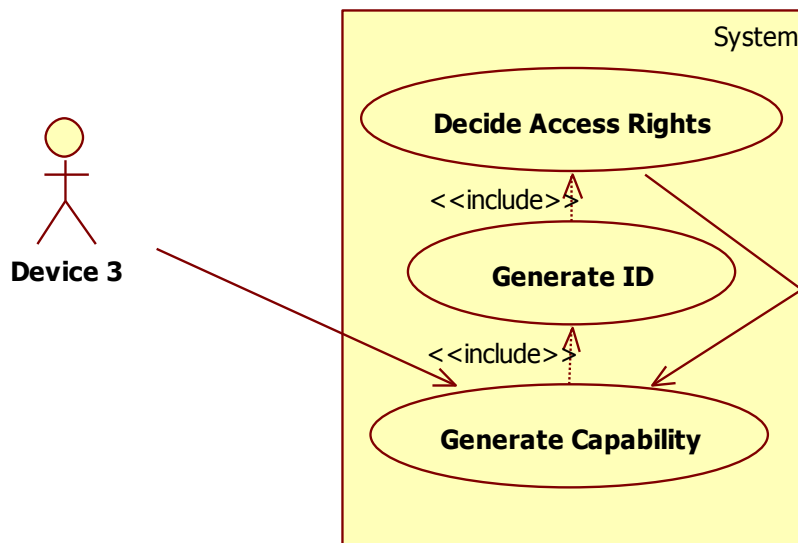 System
Decide Access Rights
<<include>>
Device 3
Generate ID
<<include>>
Generate Capability